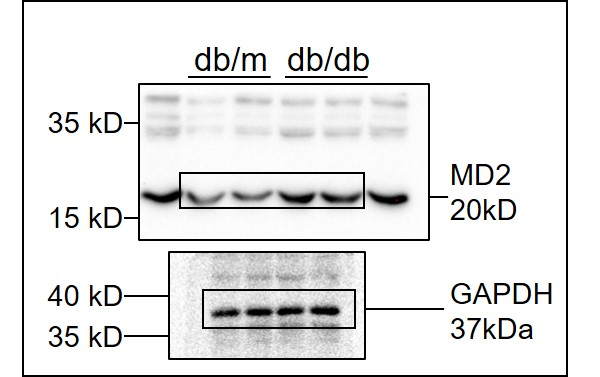 db/m db/db
35 kD
MD2
20kD
15 kD
40 kD
GAPDH
37kDa
35 kD